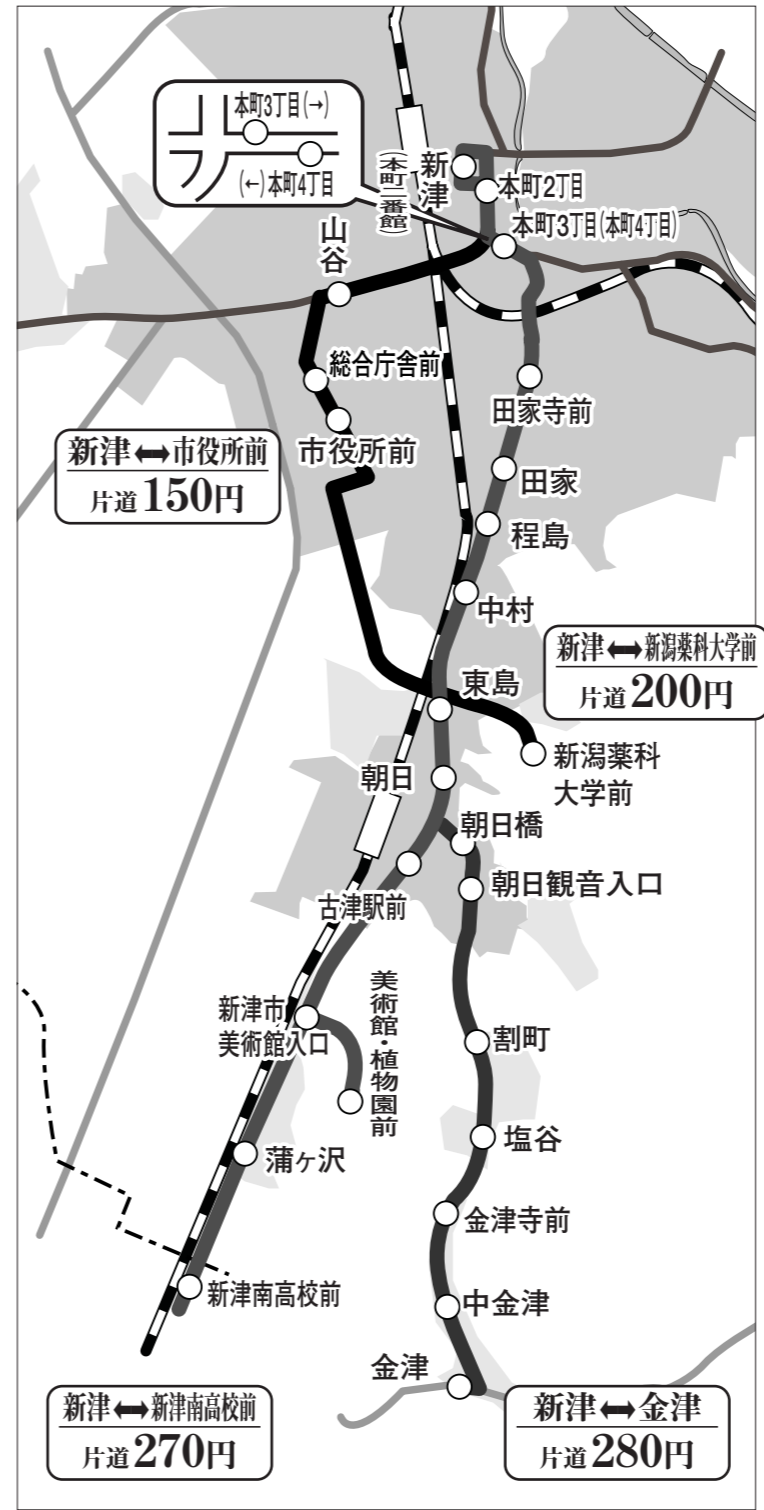 本町3丁目(→)
(←)本町4丁目
新津
(本町一番館)
本町2丁目
本町3丁目(本町4丁目)
山谷
総合庁舎前
市役所前
田家寺前
新津⟷市役所前
片道150円
田家
程島
中村
新津⟷新潟薬科大学前
片道200円
東島
新潟薬科
大学前
朝日
朝日橋
朝日観音入口
古津駅前
新津市
美術館入口
美術館・植物園前
割町
塩谷
蒲ヶ沢
金津寺前
新津南高校前
中金津
金津
新津⟷新津南高校前
片道270円
新津⟷金津
片道280円